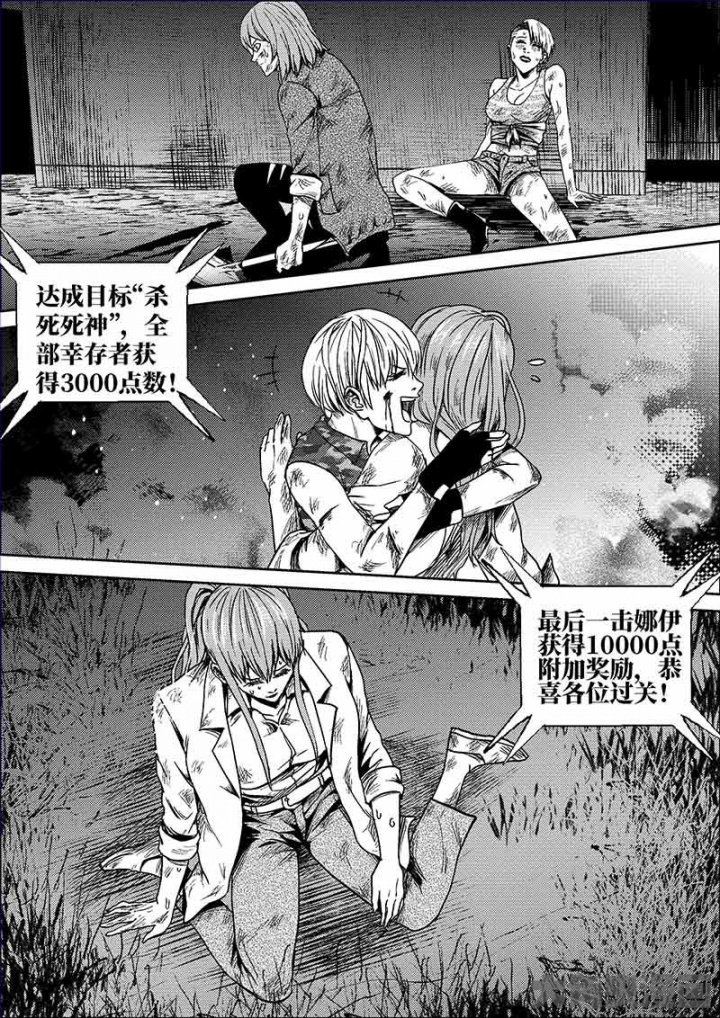 达成目标“杀
死死神”，全
部幸存者获
得3000点数！
最后一击娜伊
获得10000点
附加奖励，恭
喜各位过关！